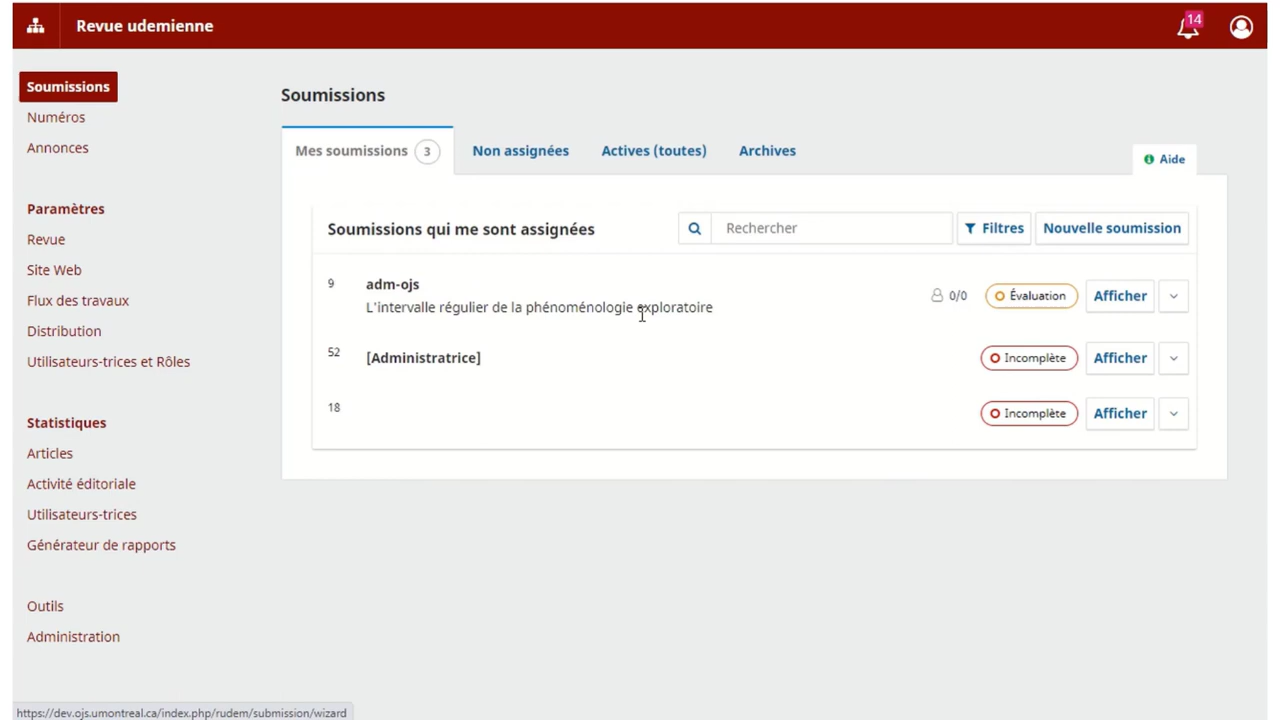 Revue udemienne
14
Soumissions
Numéros
Annonces
Paramètres
Revue
Site Web
Flux des travaux
Distribution
Utilisateurs-trices et Rôles
Statistiques
Articles
Activité éditoriale
Utilisateurs-trices
Générateur de rapports
Outils
Administration
Soumissions
Mes soumissions 3 Non assignées Actives (toutes) Archives
Aide
Soumissions qui me sont assignées Rechercher Filtres Nouvelle soumission
9 adm-ojs
L'intervalle régulier de la phénoménologie exploratoire
0/0 Évaluation Afficher
52 [Administratrice] Incomplète Afficher
18 Incomplète Afficher
https://dev.ojs.umontreal.ca/index.php/rudem/submission/wizard